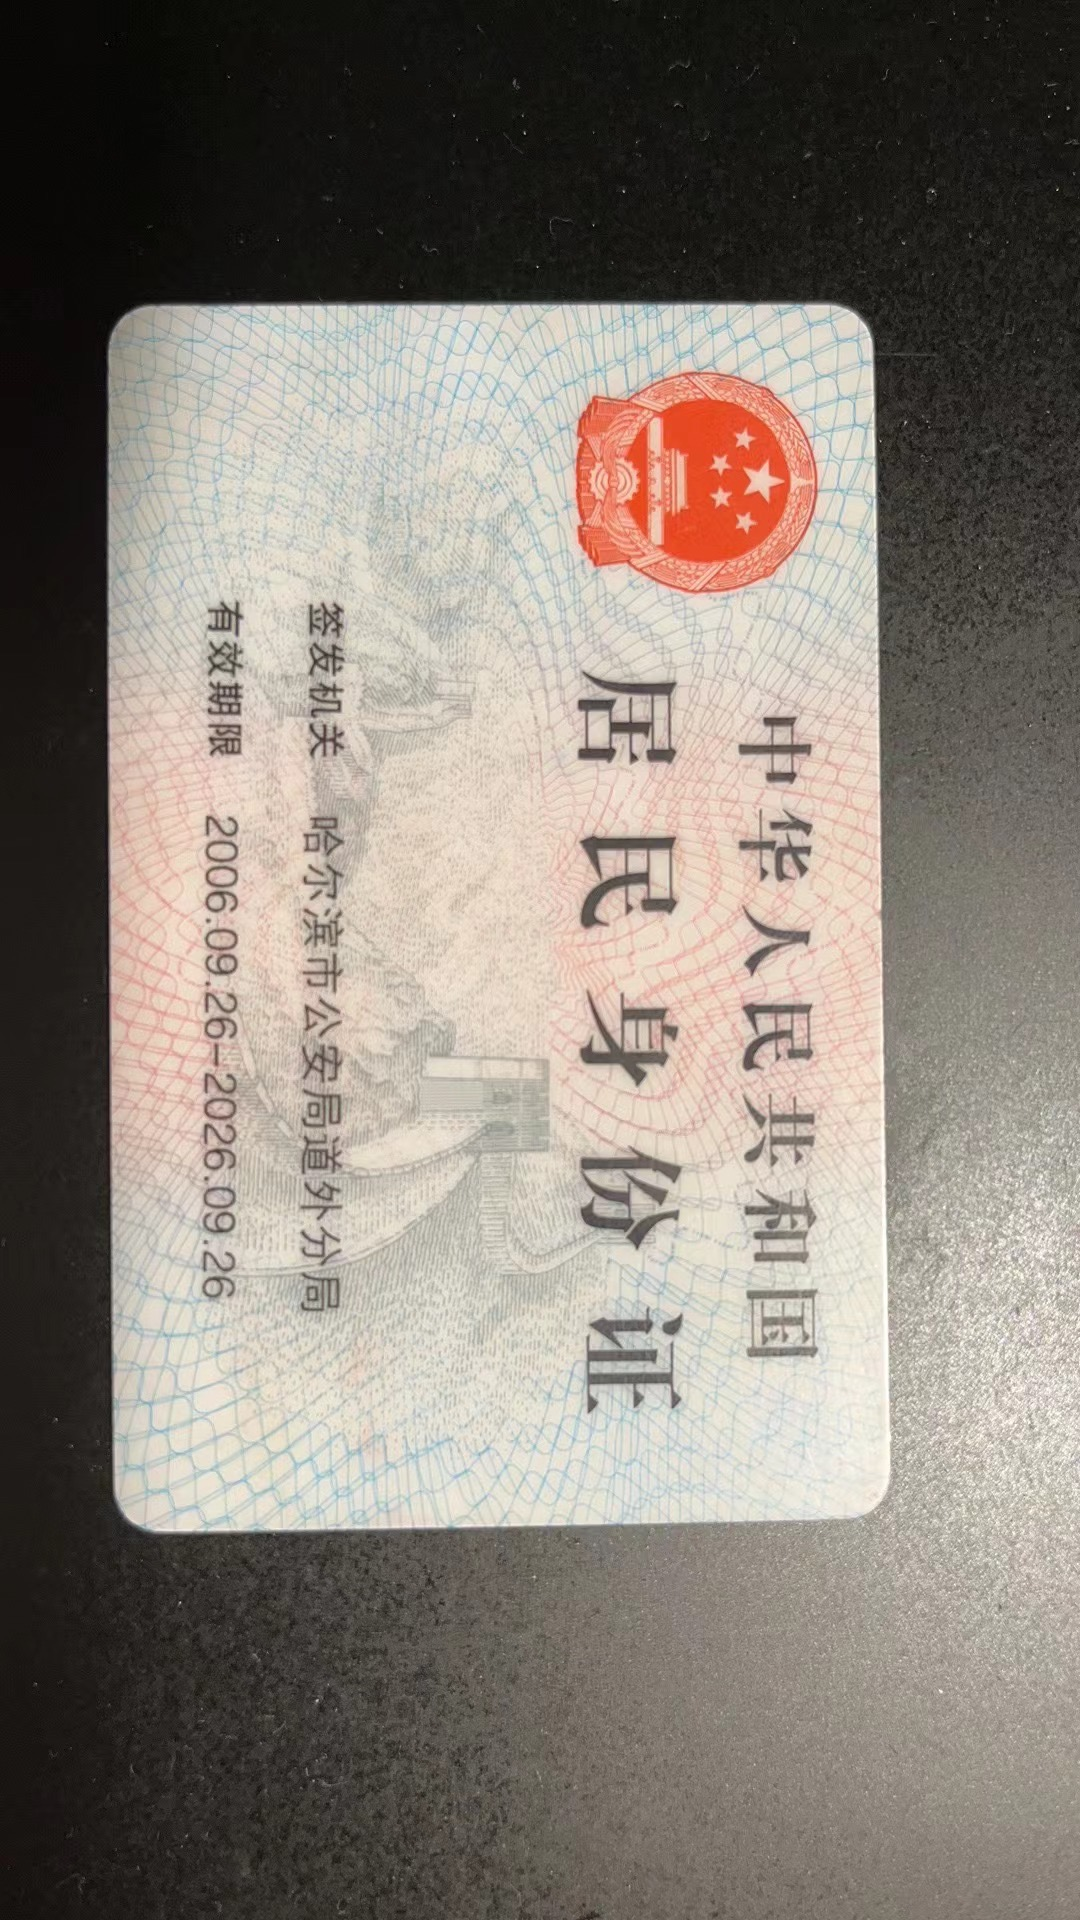 中华人民共和国
居民身份证
签发机关 哈尔滨市公安局道外分局
有效期限 2006.09.26-2026.09.26